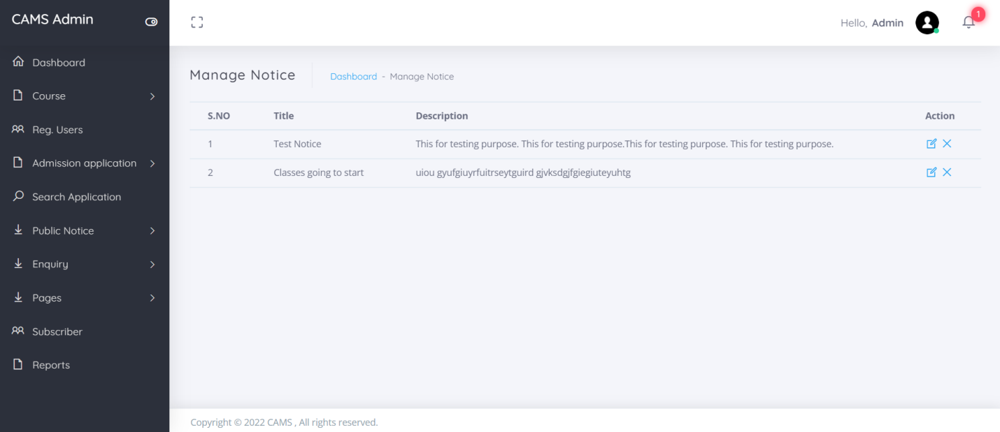 CAMS Admin
Hello, Admin
1
Dashboard
Course
Reg. Users
Admission application
Search Application
Public Notice
Enquiry
Pages
Subscriber
Reports
Manage Notice
Dashboard - Manage Notice
S.NO Title Description Action
1 Test Notice This for testing purpose. This for testing purpose.This for testing purpose. This for testing purpose.
2 Classes going to start uiou gyufgiuyrfuitrseytguird gjvksdgjfgiegiuteyuhtg
Copyright © 2022 CAMS , All rights reserved.